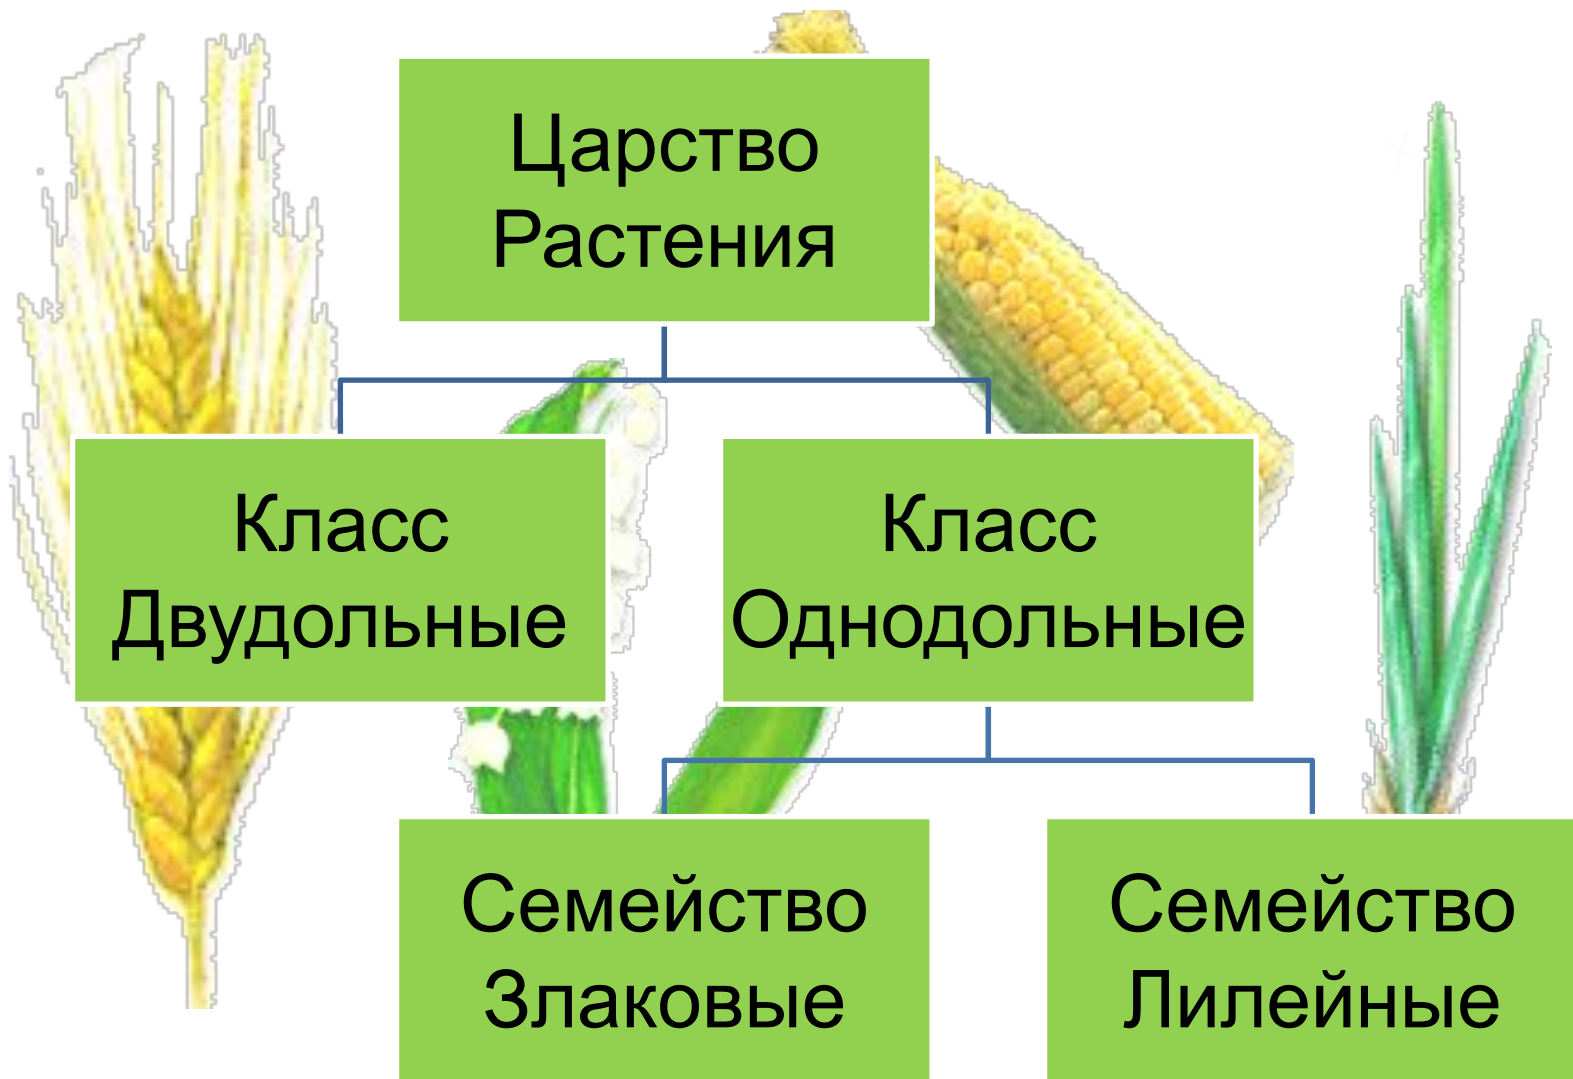 Царство
Растения
Класс
Двудольные
Класс
Однодольные
Семейство
Злаковые
Семейство
Лилейные